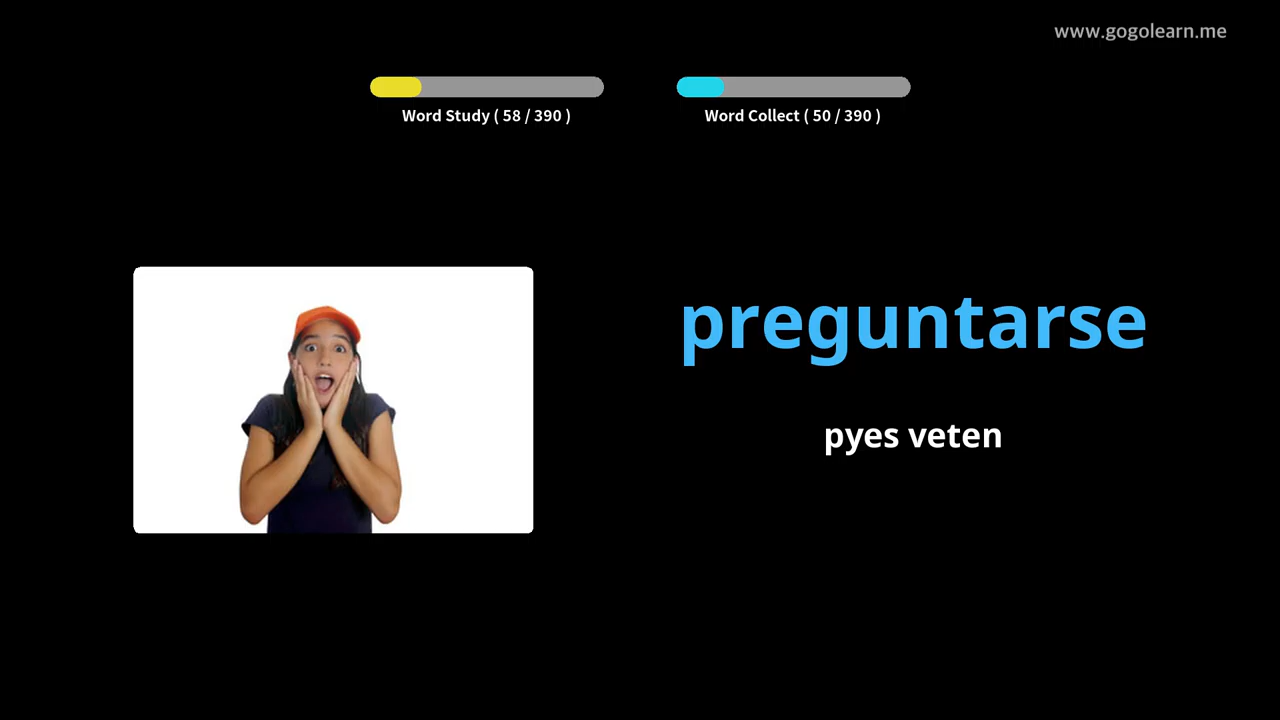 www.gogolearn.me
Word Study ( 58 / 390 )
Word Collect ( 50 / 390 )
preguntarse
pyes veten